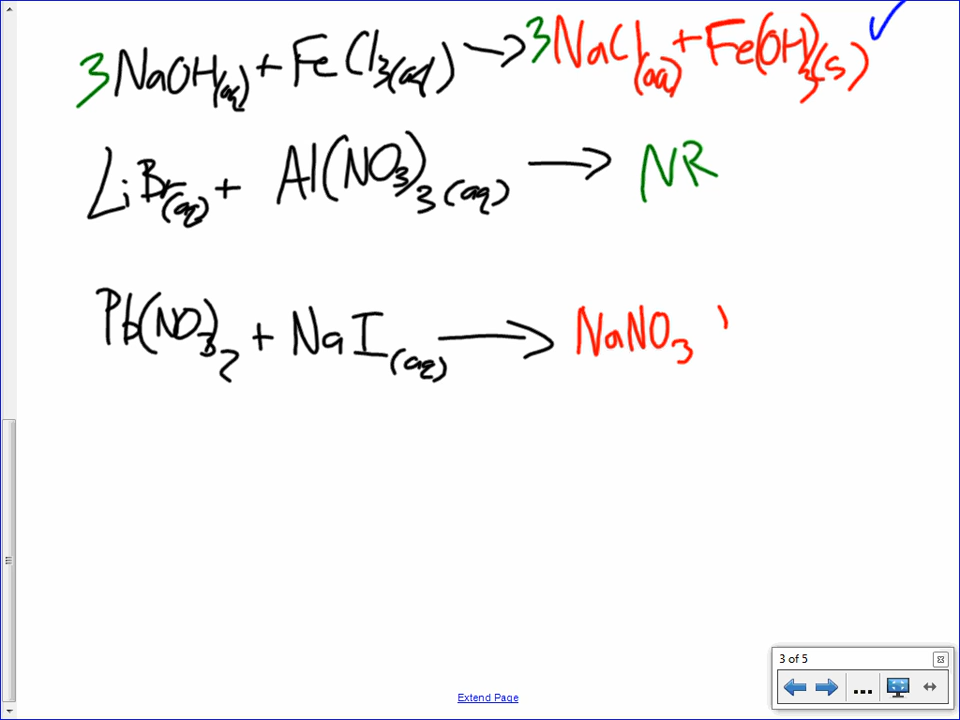 3NaOH(aq) + FeCl3(aq) → 3NaCl(aq) + Fe(OH)3(s) ✓
LiBr(aq) + Al(NO3)3(aq) → NR
Pb(NO3)2 + NaI(aq) → NaNO3
3 of 5
...
Extend Page